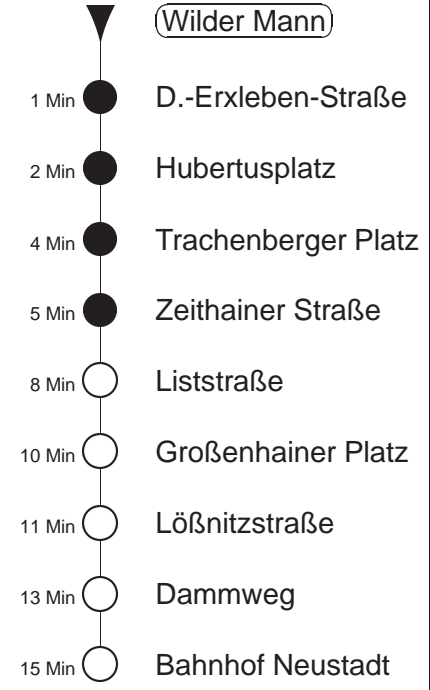 Wilder Mann
1 Min D.-Erxleben-Straße
2 Min Hubertusplatz
4 Min Trachenberger Platz
5 Min Zeithainer Straße
8 Min Liststraße
10 Min Großenhainer Platz
11 Min Lößnitzstraße
13 Min Dammweg
15 Min Bahnhof Neustadt